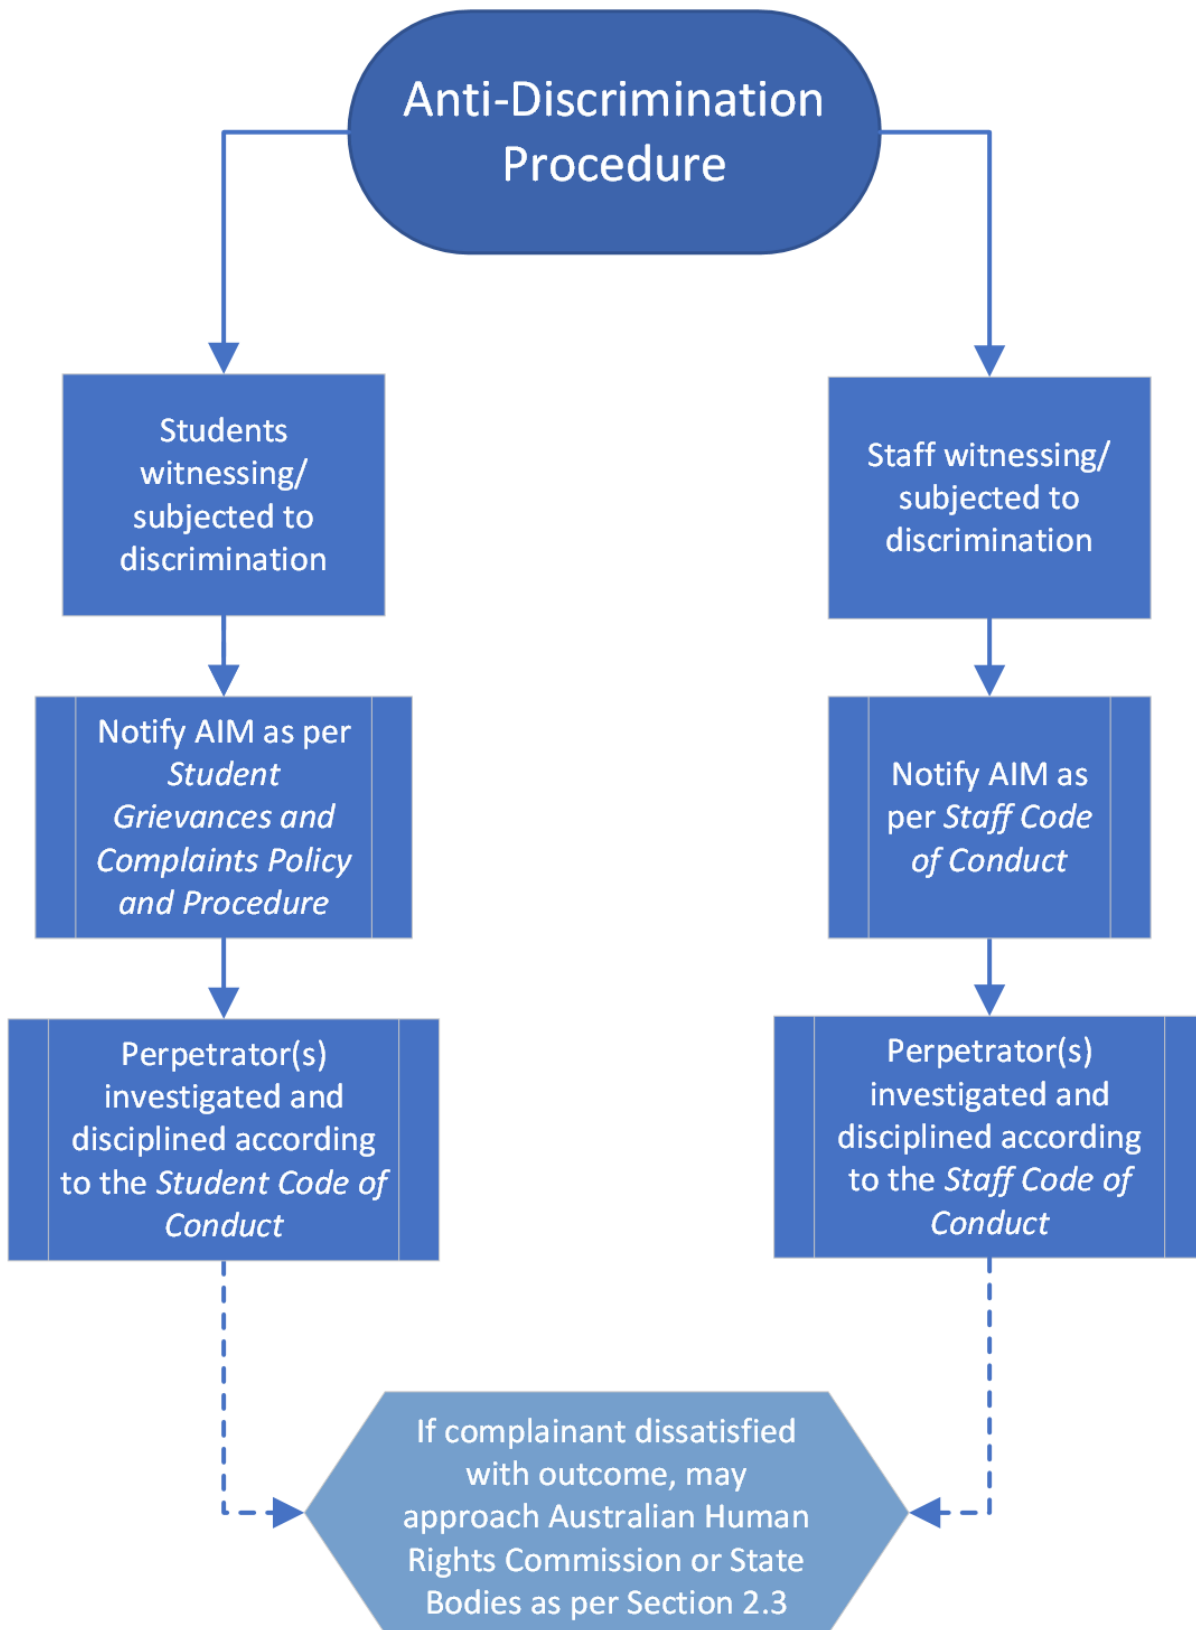 Anti-Discrimination
Procedure
Students
witnessing/
subjected to
discrimination
Staff witnessing/
subjected to
discrimination
Notify AIM as per
Student
Grievances and
Complaints Policy
and Procedure
Notify AIM as
per Staff Code
of Conduct
Perpetrator(s)
investigated and
disciplined according
to the Student Code of
Conduct
Perpetrator(s)
investigated and
disciplined according
to the Staff Code of
Conduct
If complainant dissatisfied
with outcome, may
approach Australian Human
Rights Commission or State
Bodies as per Section 2.3